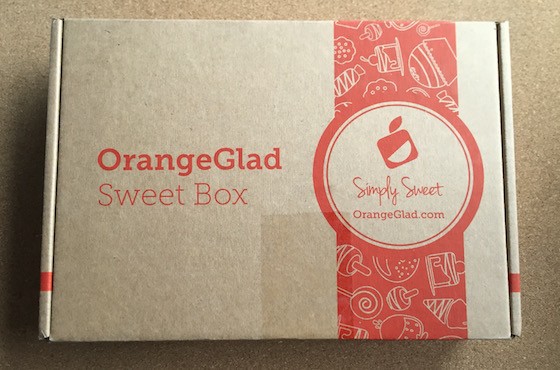 OrangeGlad
Sweet Box
Simply Sweet
OrangeGlad.com